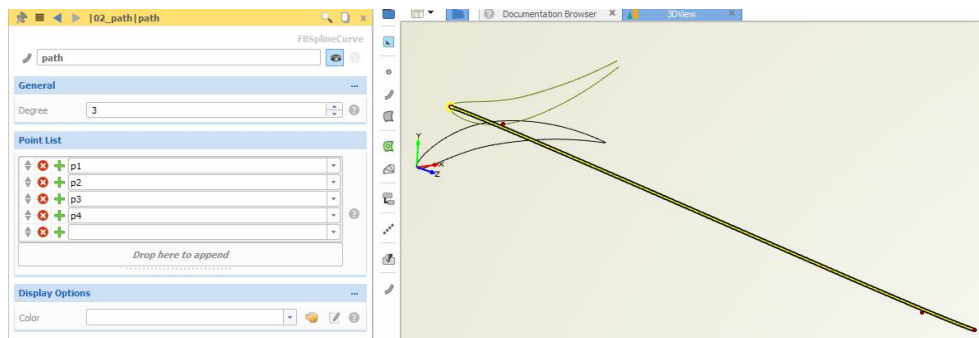 |02_path|path
FBSplineCurve
path
General
...
Degree
3
Point List
p1
p2
p3
p4
Drop here to append
Display Options
...
Color
Documentation Browser
3DView
Y
X
Z